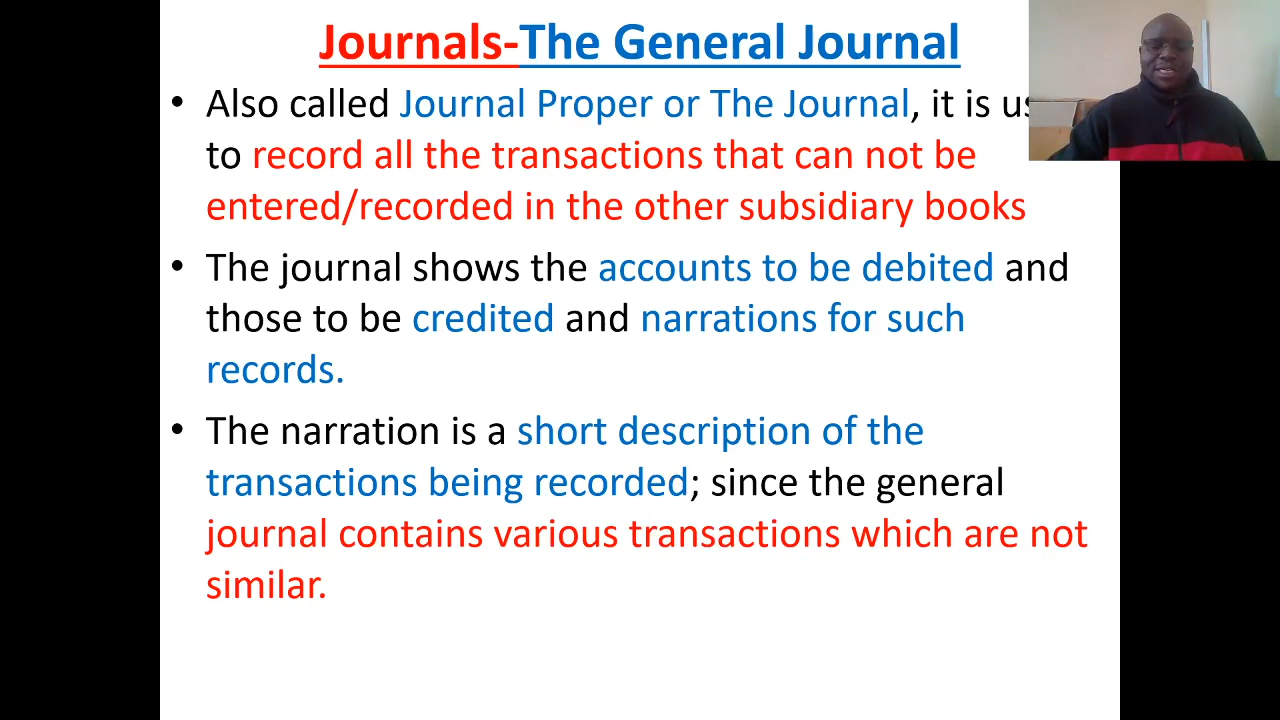 Journals-The General Journal
• Also called Journal Proper or The Journal, it is
to record all the transactions that can not be
entered/recorded in the other subsidiary books
• The journal shows the accounts to be debited and
those to be credited and narrations for such
records.
• The narration is a short description of the
transactions being recorded; since the general
journal contains various transactions which are not
similar.